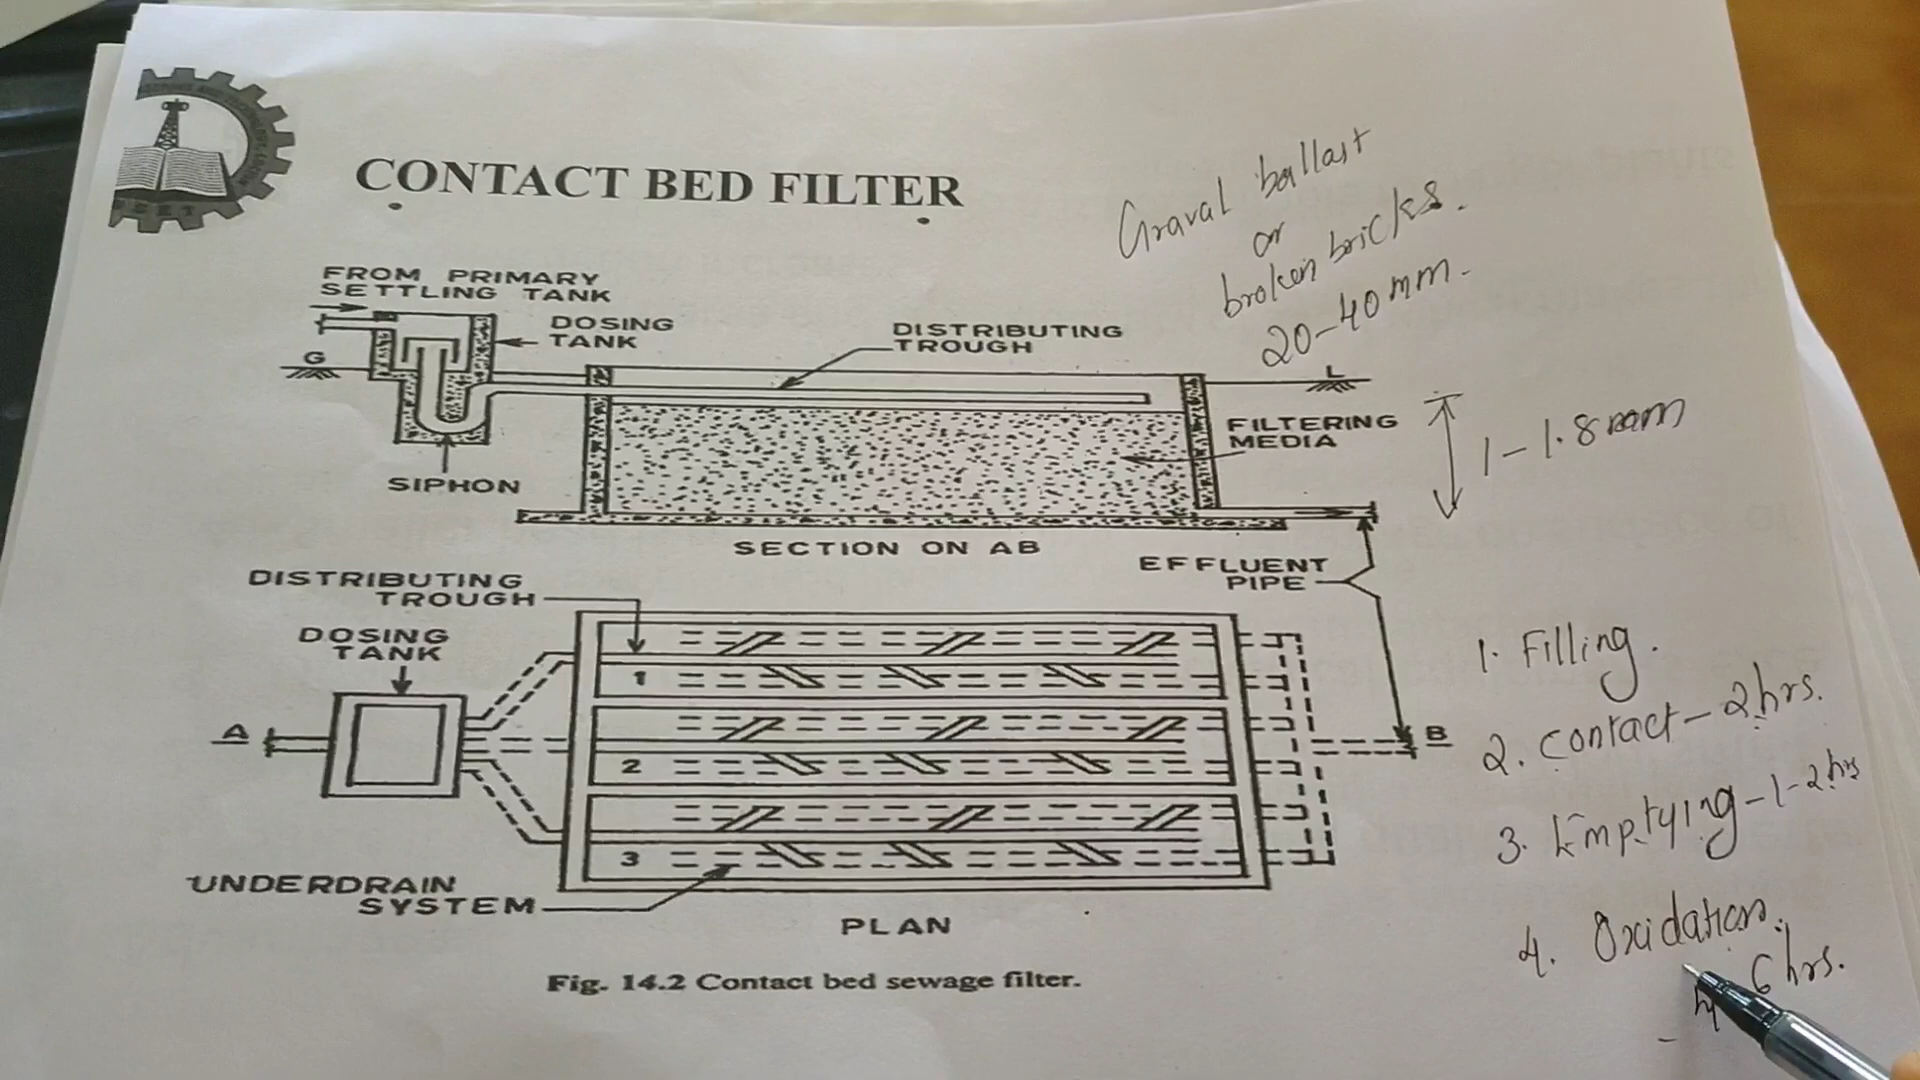 CONTACT BED FILTER
Graval ballast
or
broken bricks.
20-40mm.
FROM PRIMARY
SETTLING TANK
DOSING
TANK
DISTRIBUTING
TROUGH
G
L
FILTERING
MEDIA
1-1.8
SIPHON
SECTION ON AB
EFFLUENT
PIPE
DISTRIBUTING
TROUGH
DOSING
TANK
1
A
2
B
3
UNDERDRAIN
SYSTEM
PLAN
Fig. 14.2 Contact bed sewage filter.
1. Filling.
2. Contact - 2hrs.
3. Emptying - 1-2hrs
4. Oxidation.
6 hrs.